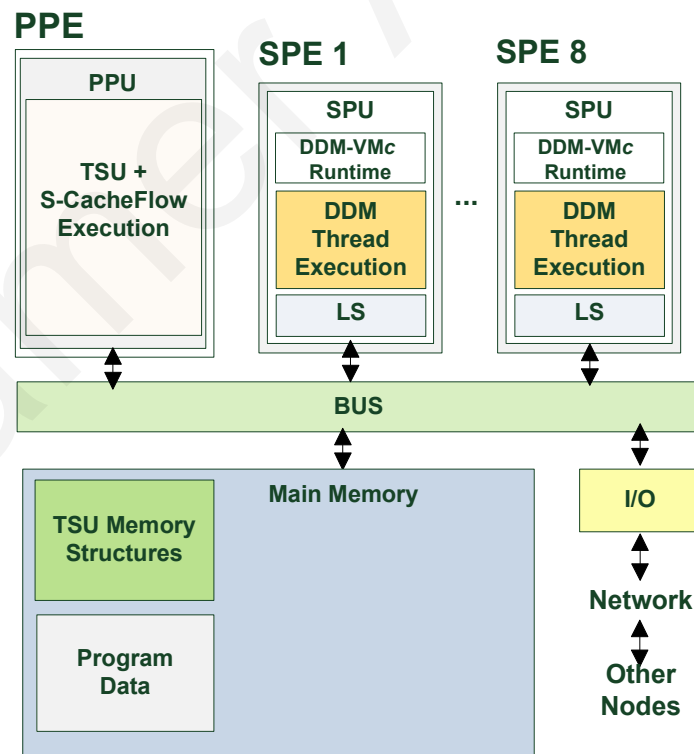 PPE
SPE 1
SPE 8
PPU
TSU +
S-CacheFlow
Execution
SPU
DDM-VMc
Runtime
DDM
Thread
Execution
LS
...
SPU
DDM-VMc
Runtime
DDM
Thread
Execution
LS
BUS
Main Memory
TSU Memory
Structures
Program
Data
I/O
Network
Other
Nodes